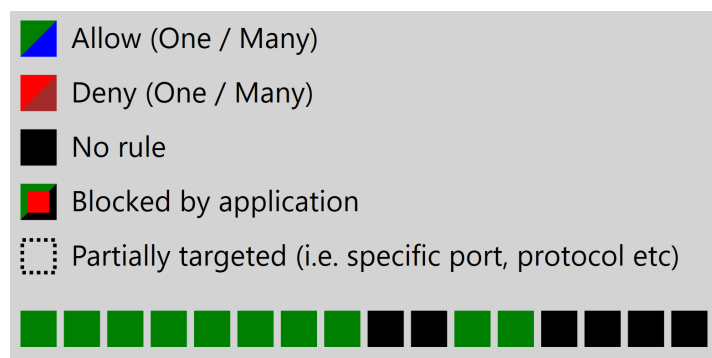 Allow (One / Many)
Deny (One / Many)
No rule
Blocked by application
Partially targeted (i.e. specific port, protocol etc)